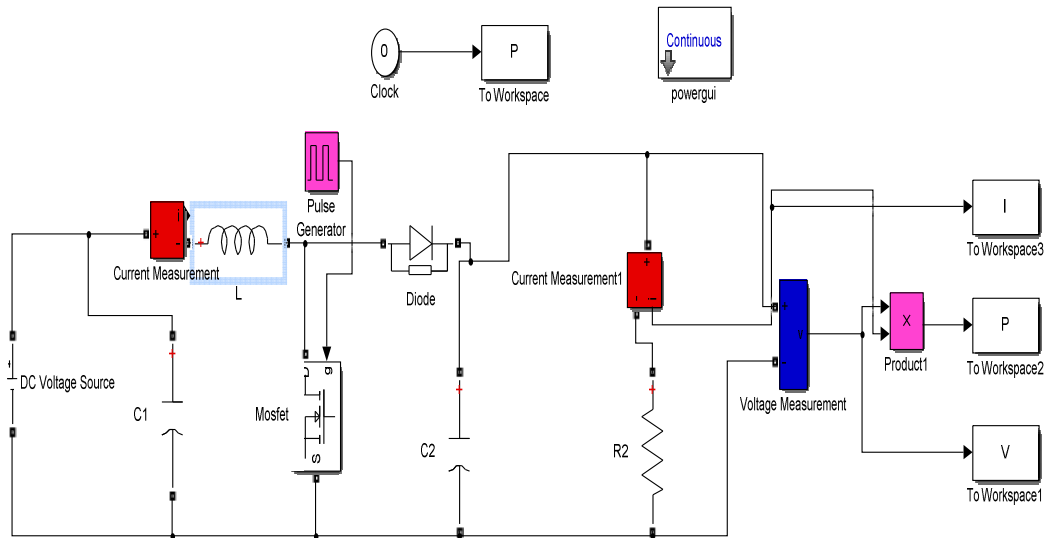 0
Clock
P
To Workspace
Continuous
powergui
Pulse
Generator
i
+
-
Current Measurement
+
L
Diode
Current Measurement1
+
i
-
I
To Workspace3
+
v
-
Voltage Measurement
X
Product1
P
To Workspace2
V
To Workspace1
+
DC Voltage Source
+
C1
g
D
S
Mosfet
+
C2
+
R2